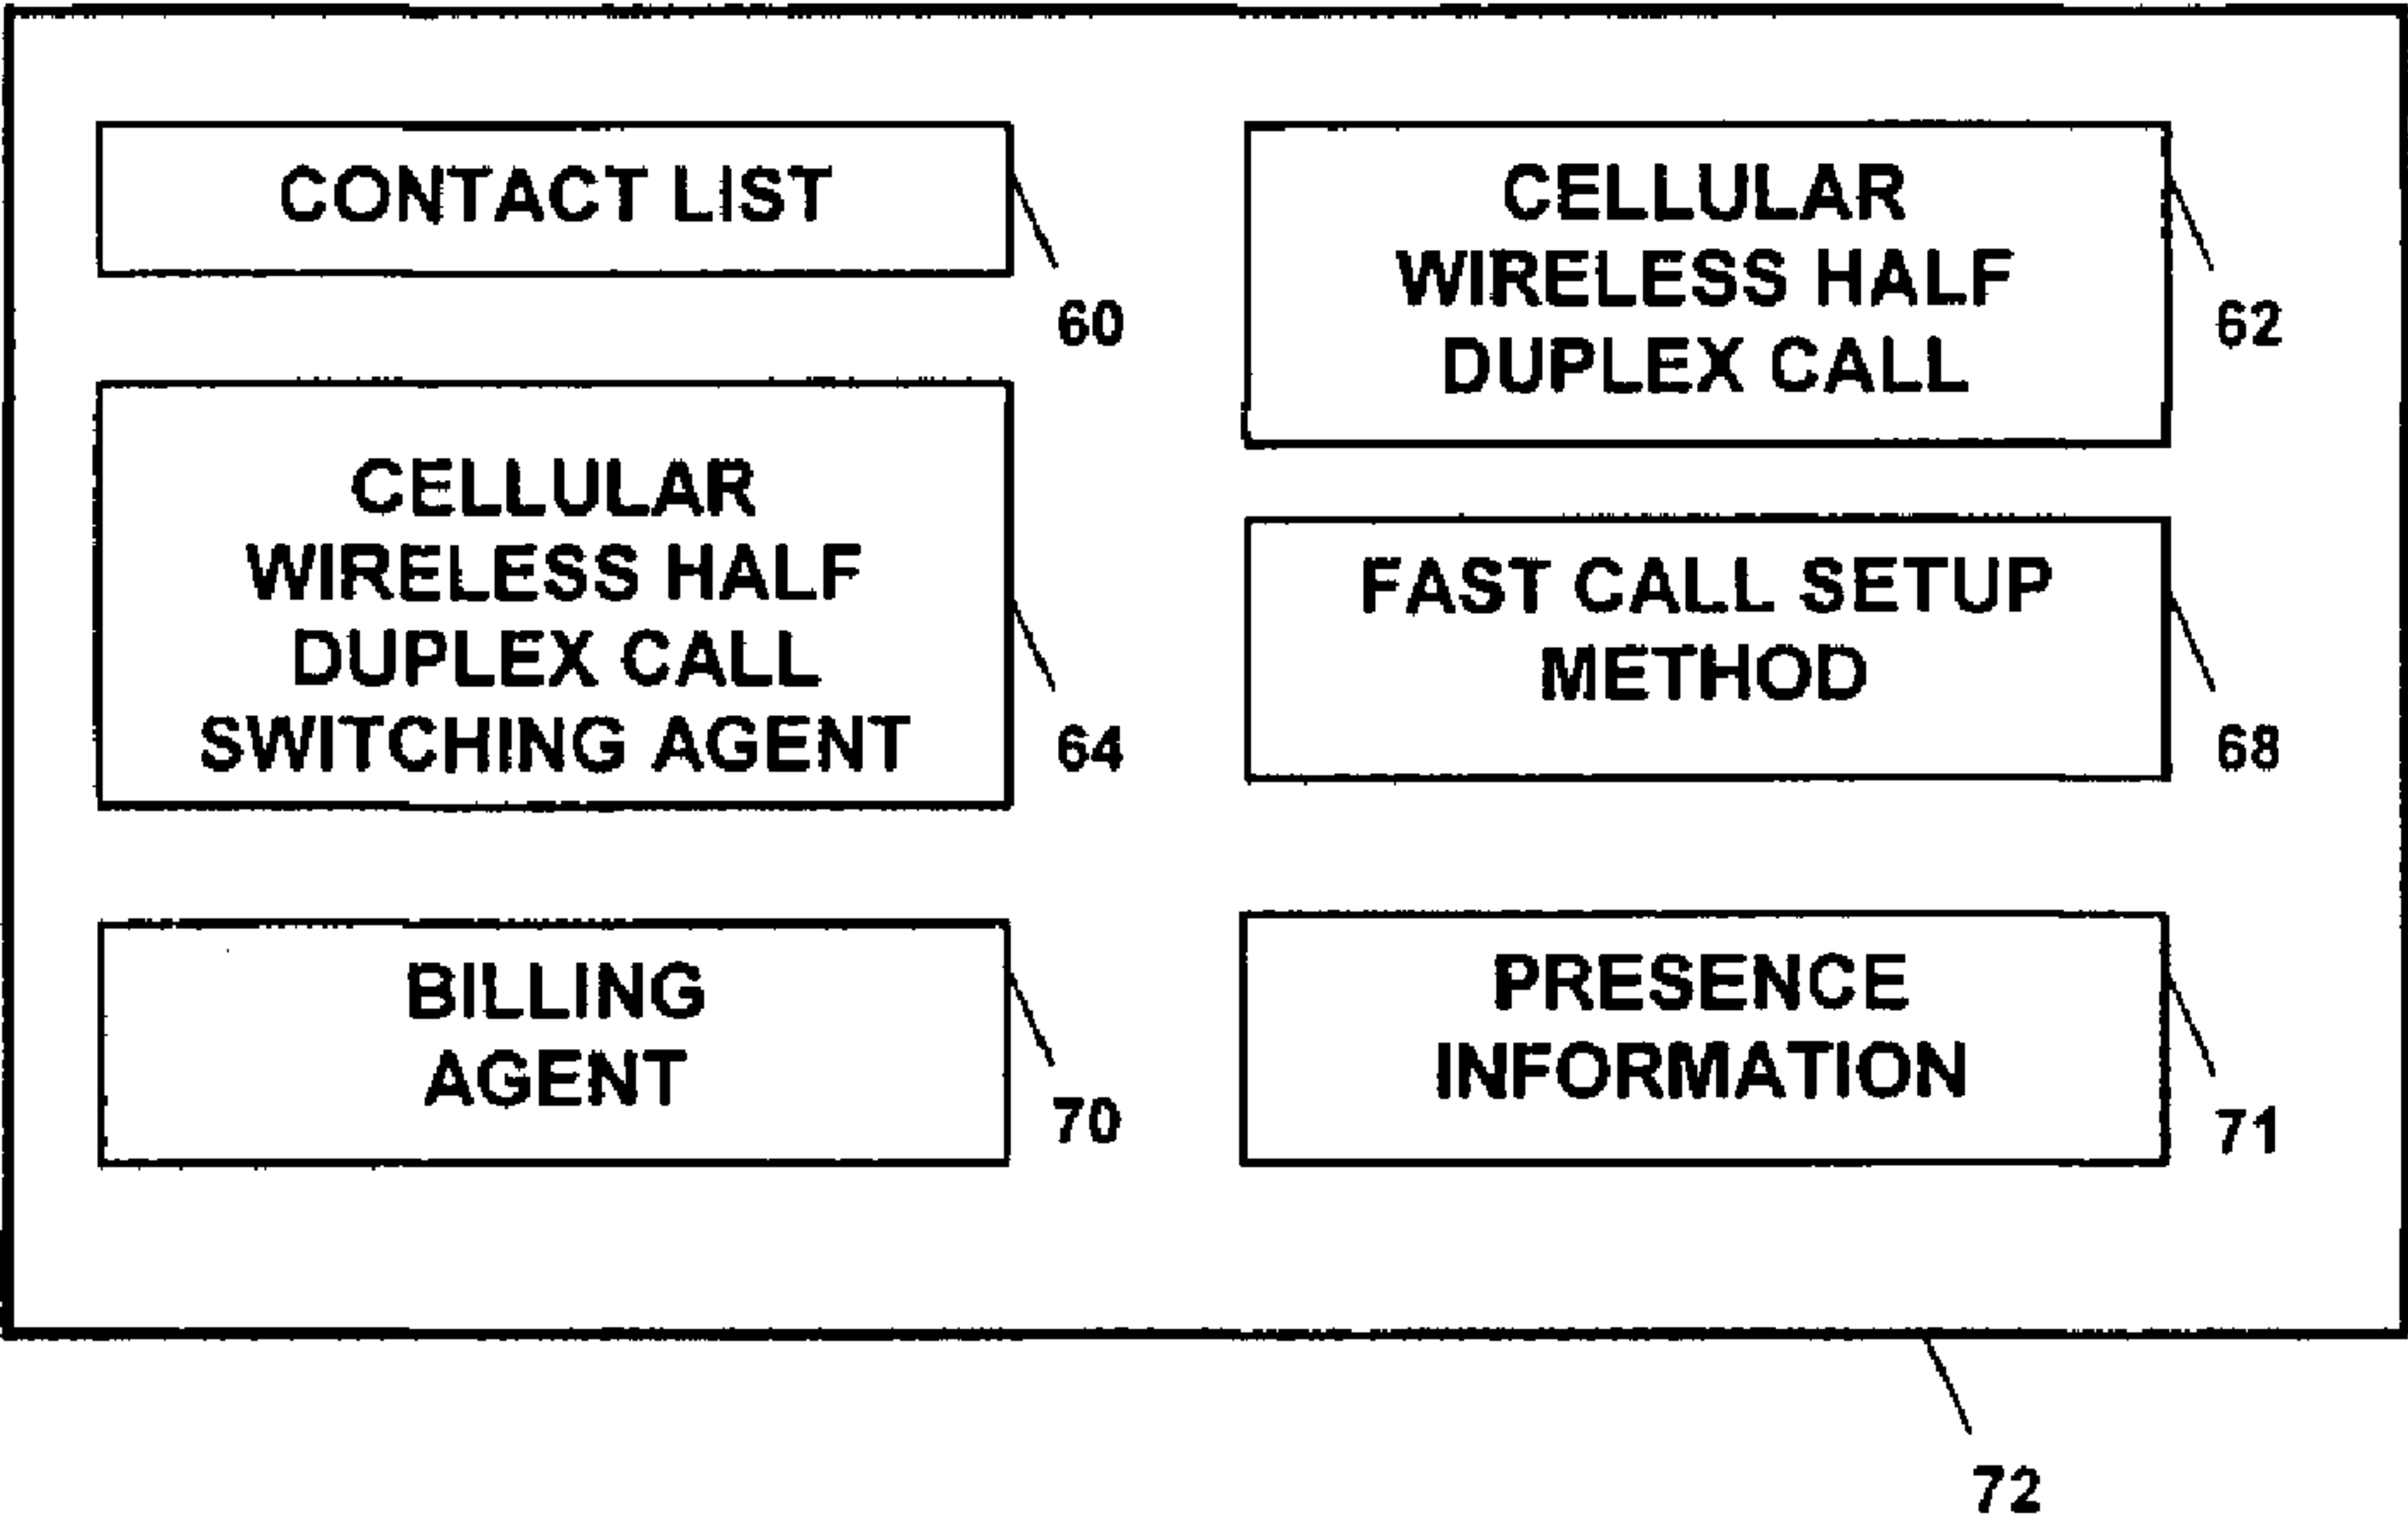 CONTACT LIST
60
CELLULAR
WIRELESS HALF
DUPLEX CALL
62
CELLULAR
WIRELESS HALF
DUPLEX CALL
SWITCHING AGENT
64
FAST CALL SETUP
METHOD
68
BILLING
AGENT
70
PRESENCE
INFORMATION
71
72